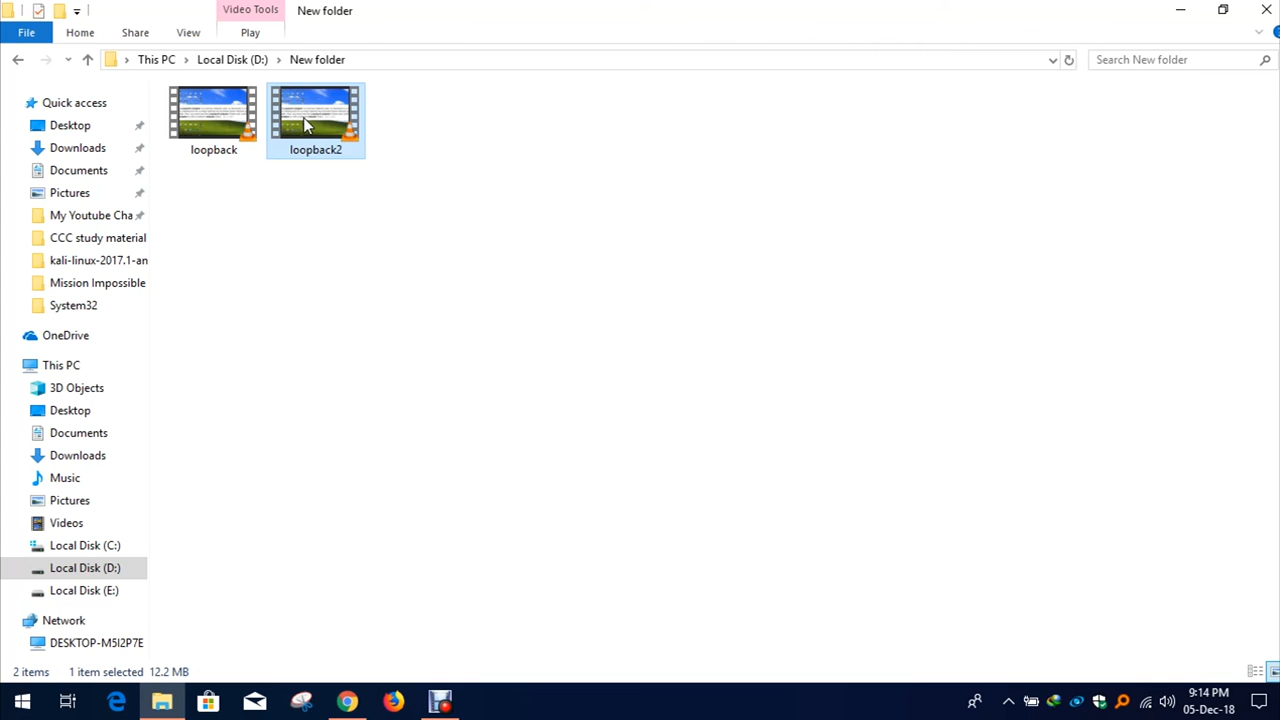 Video Tools
New folder
File
Home
Share
View
Play
This PC
Local Disk (D:)
New folder
Search New folder
Quick access
Desktop
Downloads
Documents
Pictures
My Youtube Cha
CCC study material
kali-linux-2017.1-an
Mission Impossible
System32
OneDrive
This PC
3D Objects
Desktop
Documents
Downloads
Music
Pictures
Videos
Local Disk (C:)
Local Disk (D:)
Local Disk (E:)
Network
DESKTOP-M5I2P7E
loopback
loopback2
2 items
1 item selected
12.2 MB
9:14 PM
05-Dec-18